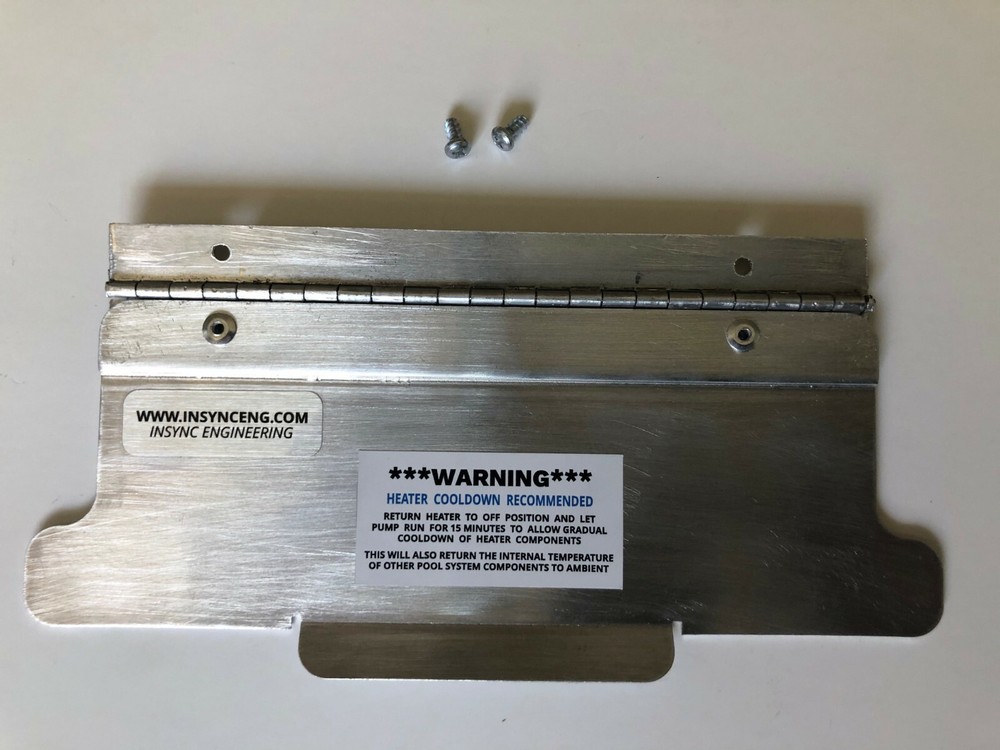 WWW.INSYNCENG.COM
INSYNC ENGINEERING
***WARNING***
HEATER COOLDOWN RECOMMENDED
RETURN HEATER TO OFF POSITION AND LET
PUMP RUN FOR 15 MINUTES TO ALLOW GRADUAL
COOLDOWN OF HEATER COMPONENTS
THIS WILL ALSO RETURN THE INTERNAL TEMPERATURE
OF OTHER POOL SYSTEM COMPONENTS TO AMBIENT